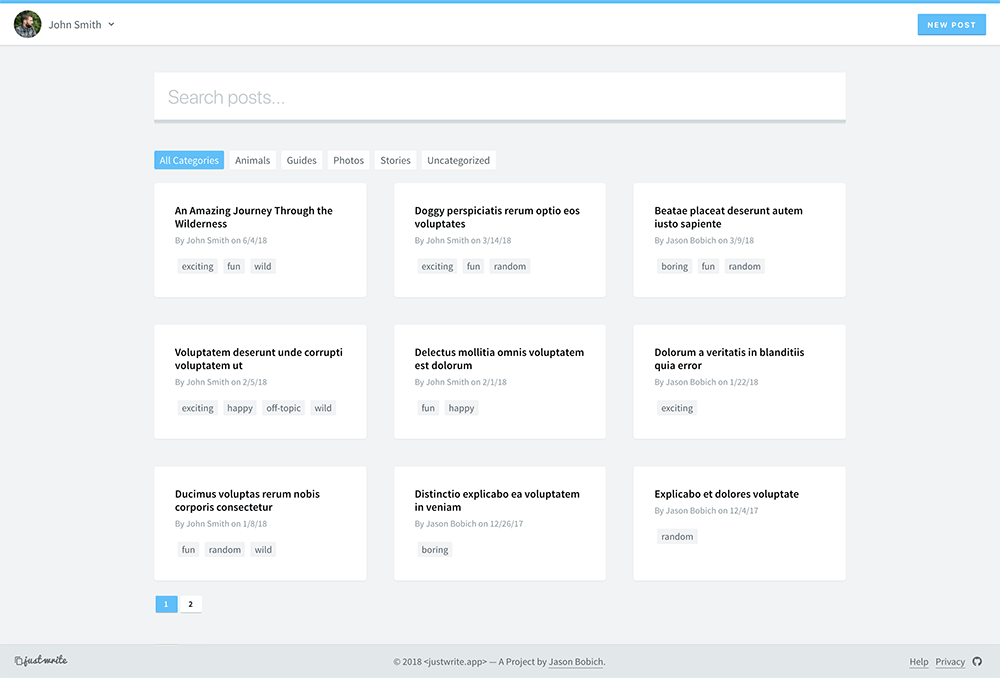 John Smith
NEW POST
Search posts...
All Categories Animals Guides Photos Stories Uncategorized
An Amazing Journey Through the
Wilderness
By John Smith on 6/4/18
exciting fun wild
Doggy perspiciatis rerum optio eos
voluptates
By John Smith on 3/14/18
exciting fun random
Beatae placeat deserunt autem
iusto sapiente
By Jason Bobich on 3/9/18
boring fun random
Voluptatem deserunt unde corrupti
voluptatem ut
By John Smith on 2/5/18
exciting happy off-topic wild
Delectus mollitia omnis voluptatem
est dolorum
By John Smith on 2/1/18
fun happy
Dolorum a veritatis in blanditiis
quia error
By Jason Bobich on 1/22/18
exciting
Ducimus voluptas rerum nobis
corporis consectetur
By John Smith on 1/8/18
fun random wild
Distinctio explicabo ea voluptatem
in veniam
By Jason Bobich on 12/26/17
boring
Explicabo et dolores voluptate
By Jason Bobich on 12/4/17
random
1 2
justwrite
© 2018 <justwrite.app> — A Project by Jason Bobich.
Help Privacy